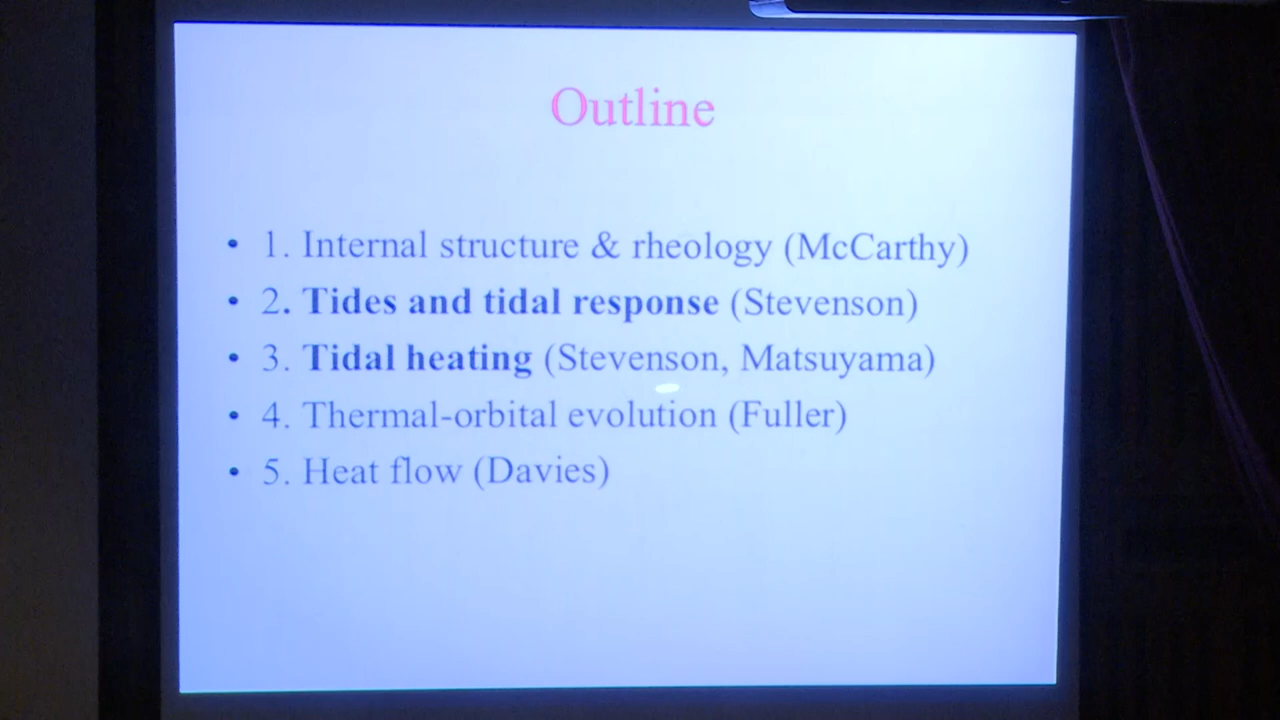 Outline
• 1. Internal structure & rheology (McCarthy)
• 2. Tides and tidal response (Stevenson)
• 3. Tidal heating (Stevenson, Matsuyama)
• 4. Thermal-orbital evolution (Fuller)
• 5. Heat flow (Davies)